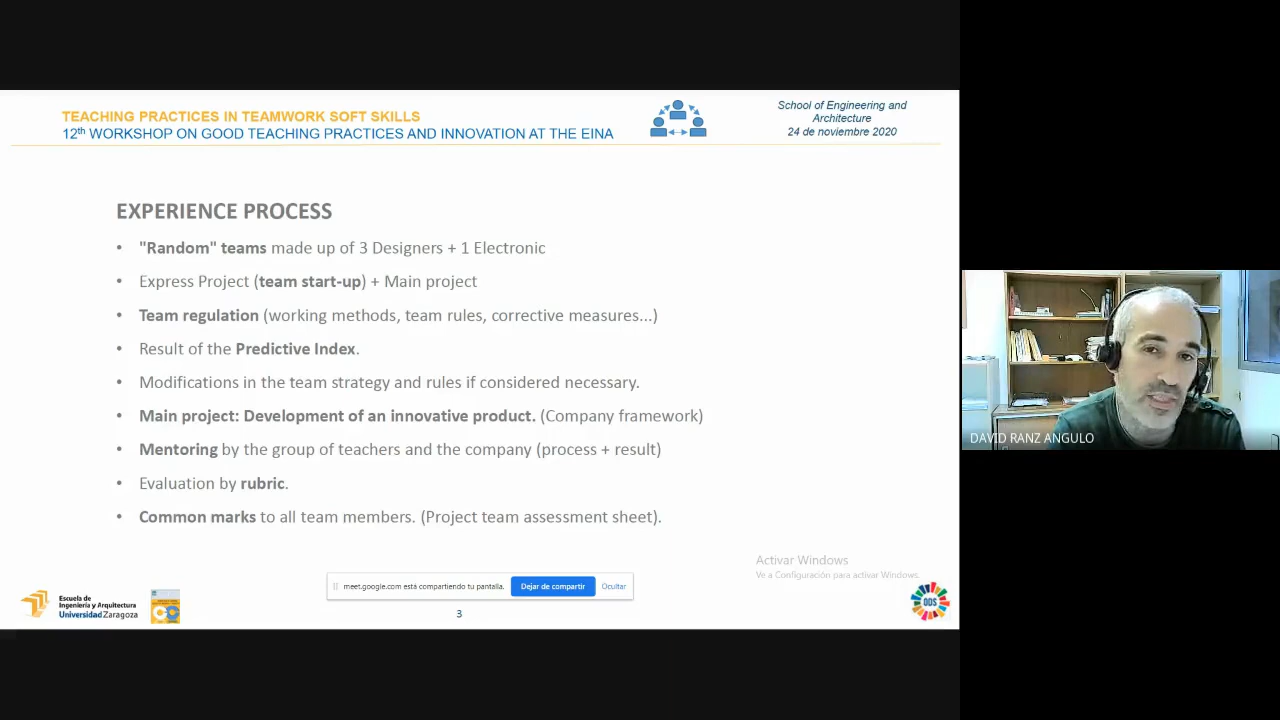 TEACHING PRACTICES IN TEAMWORK SOFT SKILLS
12th WORKSHOP ON GOOD TEACHING PRACTICES AND INNOVATION AT THE EINA
School of Engineering and
Architecture
24 de noviembre 2020
EXPERIENCE PROCESS
• "Random" teams made up of 3 Designers + 1 Electronic
• Express Project (team start-up) + Main project
• Team regulation (working methods, team rules, corrective measures...)
• Result of the Predictive Index.
• Modifications in the team strategy and rules if considered necessary.
• Main project: Development of an innovative product. (Company framework)
• Mentoring by the group of teachers and the company (process + result)
• Evaluation by rubric.
• Common marks to all team members. (Project team assessment sheet).
DAVID RANZ ANGULO
Activar Windows
Ve a Configuración para activar Windows.
meet.google.com está compartiendo tu pantalla.
Dejar de compartir
Ocultar
Escuela de
Ingeniería y Arquitectura
Universidad Zaragoza
3
ODS